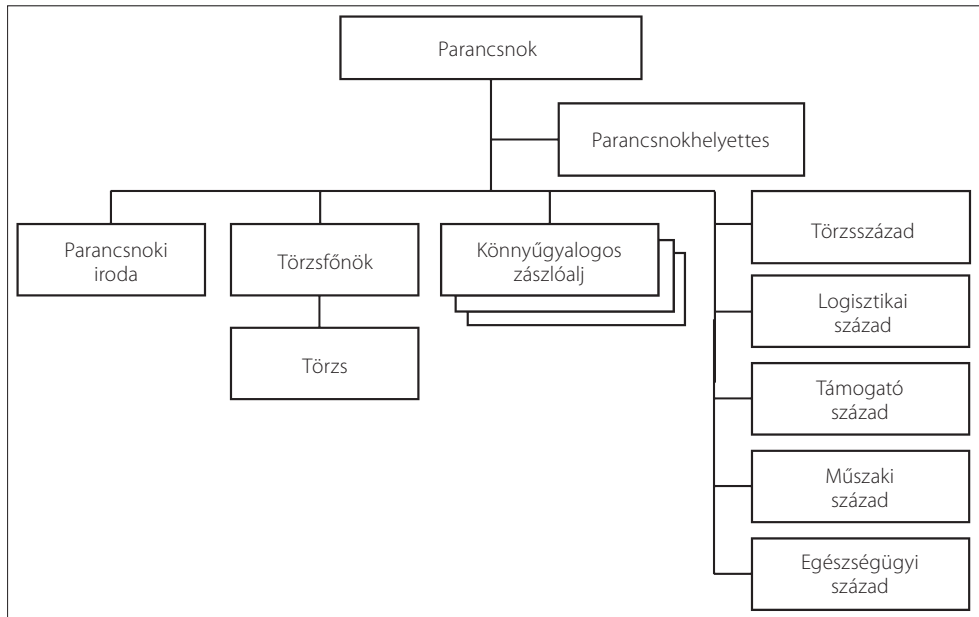 Parancsnok
Parancsnokhelyettes
Parancsnoki
iroda
Törzsfőnök
Törzs
Könnyűgyalogos
zászlóalj
Törzsszázad
Logisztikai
század
Támogató
század
Műszaki
század
Egészségügyi
század